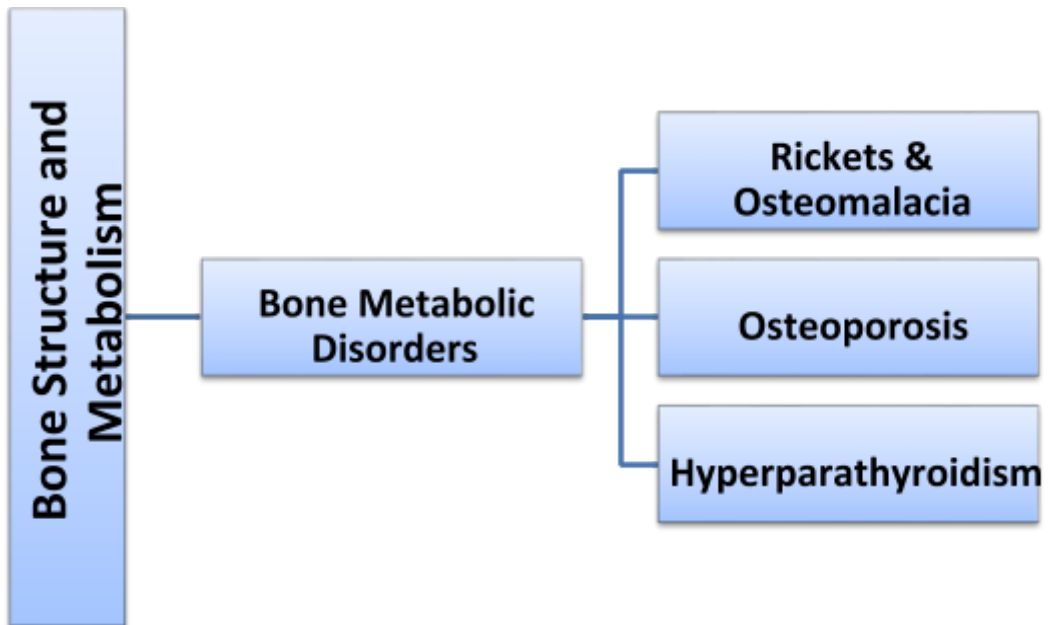 Bone Structure and
Metabolism
Bone Metabolic
Disorders
Rickets &
Osteomalacia
Osteoporosis
Hyperparathyroidism